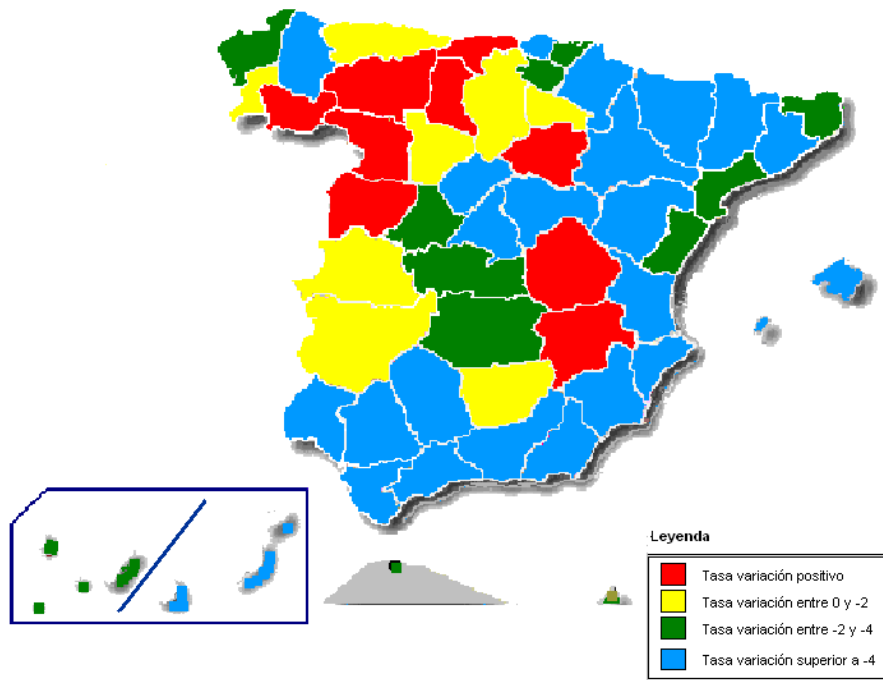 Leyenda
Tasa variación positivo
Tasa variación entre 0 y -2
Tasa variación entre -2 y -4
Tasa variación superior a -4